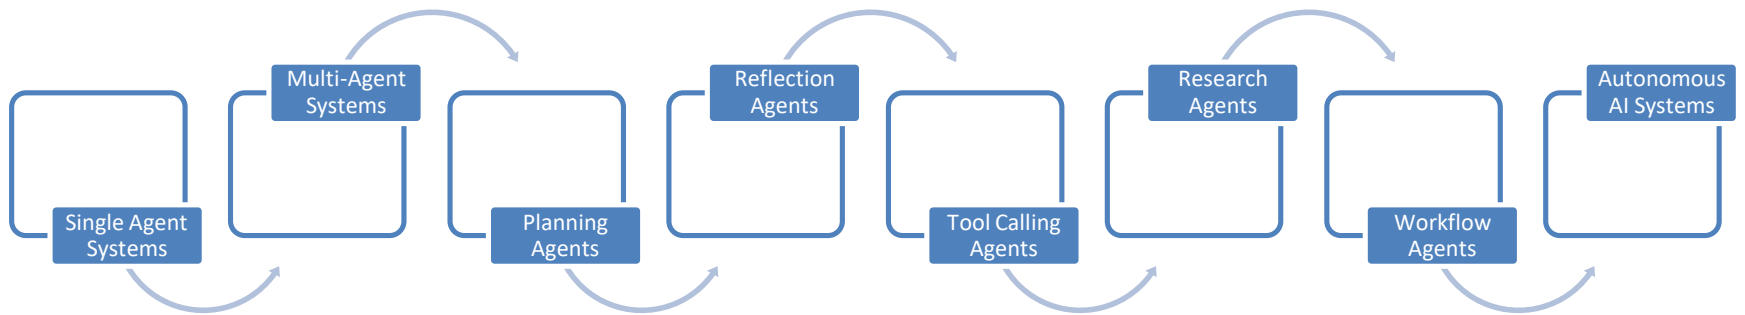 Single Agent
Systems
Multi-Agent
Systems
Planning
Agents
Reflection
Agents
Tool Calling
Agents
Research
Agents
Workflow
Agents
Autonomous
AI Systems